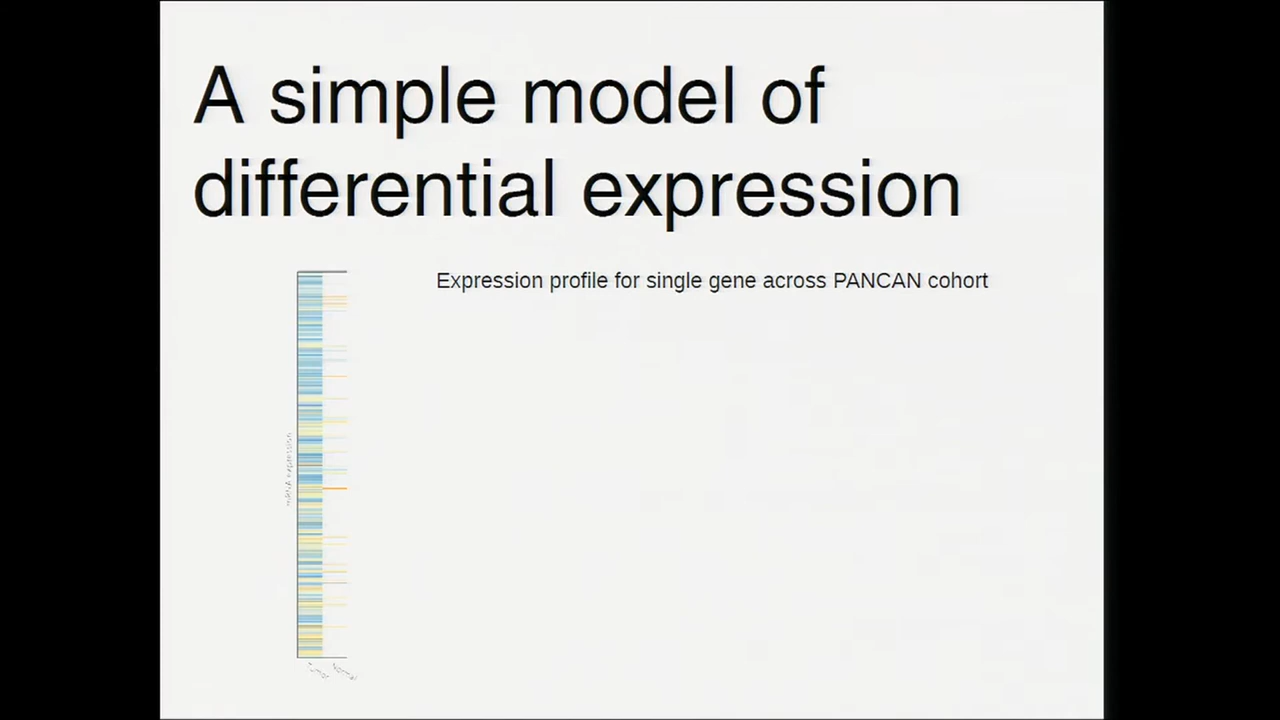 A simple model of
differential expression
Expression profile for single gene across PANCAN cohort